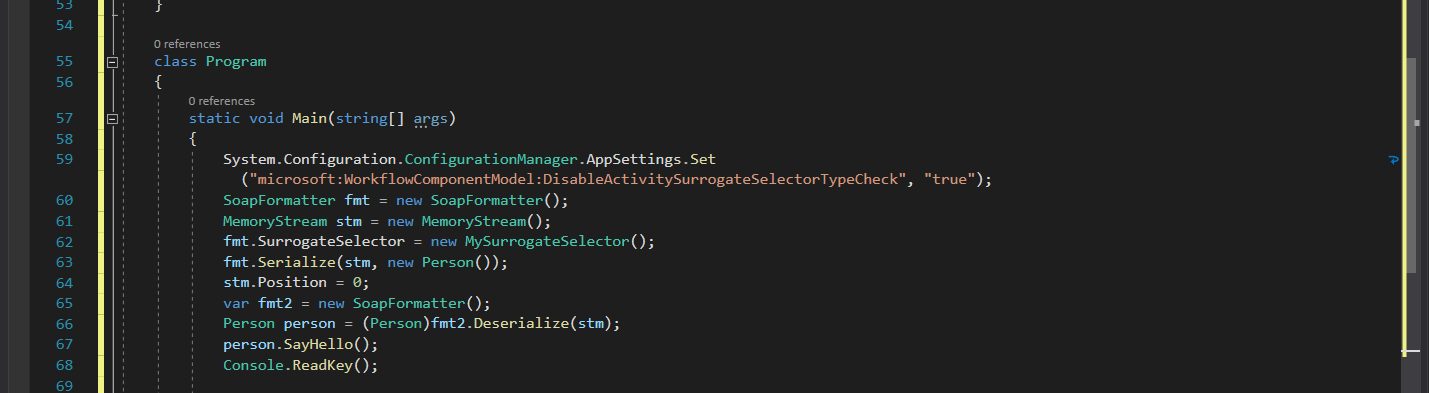 53 }
54
0 references
55 class Program
56 {
0 references
57 static void Main(string[] args)
58 {
59 System.Configuration.ConfigurationManager.AppSettings.Set
("microsoft:WorkflowComponentModel:DisableActivitySurrogateSelectorTypeCheck", "true");
60 SoapFormatter fmt = new SoapFormatter();
61 MemoryStream stm = new MemoryStream();
62 fmt.SurrogateSelector = new MySurrogateSelector();
63 fmt.Serialize(stm, new Person());
64 stm.Position = 0;
65 var fmt2 = new SoapFormatter();
66 Person person = (Person)fmt2.Deserialize(stm);
67 person.SayHello();
68 Console.ReadKey();
69